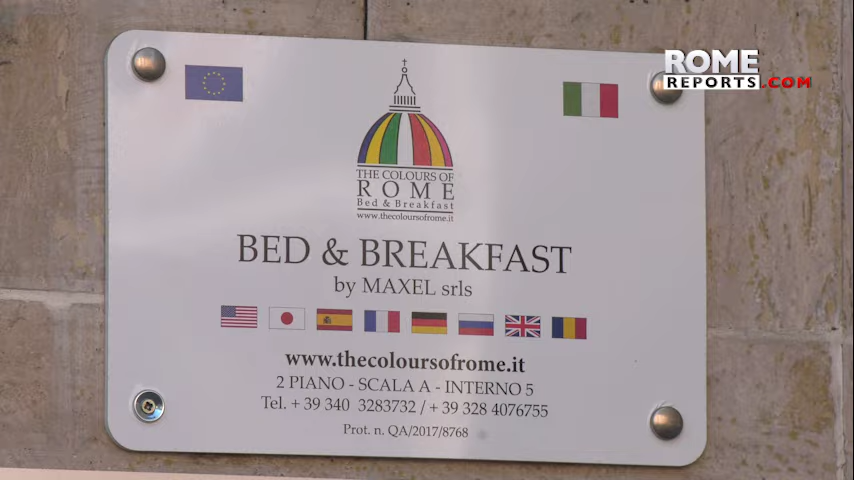 ROME
REPORTS.COM
THE COLOURS OF
ROME
Bed & Breakfast
www.thecoloursofrome.it
BED & BREAKFAST
by MAXEL srls
www.thecoloursofrome.it
2 PIANO - SCALA A - INTERNO 5
Tel. + 39 340 3283732 / + 39 328 4076755
Prot. n. QA/2017/8768